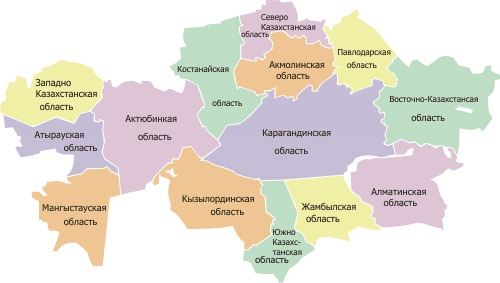 Северо
Казахстанская
область
Павлодарская
область
Костанайская
область
Акмолинская
область
Западно
Казахстанская
область
Восточно-Казахстанская
область
Актюбинкая
область
Атырауская
область
Карагандинская
область
Мангыстауская
область
Кызылординская
область
Алматинская
область
Жамбылская
область
Южно
Казахс-
танская
область